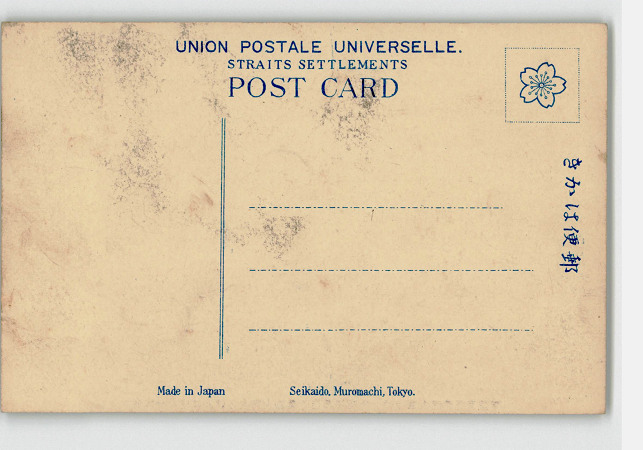 UNION POSTALE UNIVERSELLE.
STRAITS SETTLEMENTS
POST CARD
きかは便郵
Made in Japan
Seikaido, Muromachi, Tokyo.